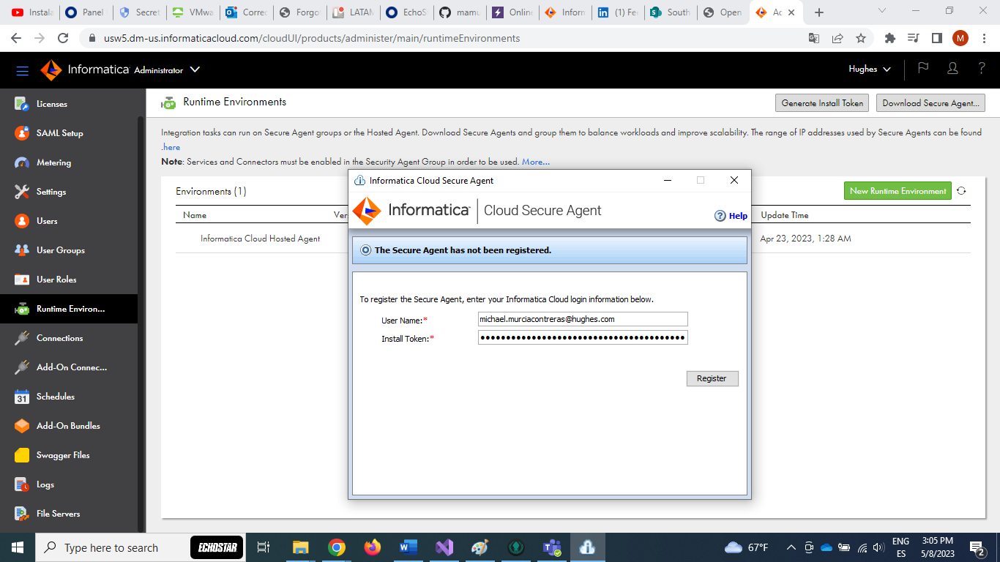 Instala
Panel
Secret
VMwa
Correc
Forgo
LATAM
EchoS
mamu
Online
Inform
(1) Fee
South
Open
Ac
usw5.dm-us.informaticacloud.com/cloudUI/products/administer/main/runtimeEnvironments
M
Informatica Administrator
Hughes
?
Licenses
SAML Setup
Metering
Settings
Users
User Groups
User Roles
Runtime Environ...
Connections
Add-On Connec...
Schedules
31
Add-On Bundles
Swagger Files
Logs
File Servers
Runtime Environments
Generate Install Token
Download Secure Agent...
Integration tasks can run on Secure Agent groups or the Hosted Agent. Download Secure Agents and group them to balance workloads and improve scalability. The range of IP addresses used by Secure Agents can be found
.here
Note: Services and Connectors must be enabled in the Security Agent Group in order to be used. More...
Environments (1)
New Runtime Environment
Name
Ver
Update Time
Informatica Cloud Hosted Agent
Apr 23, 2023, 1:28 AM
Informatica Cloud Secure Agent
Informatica Cloud Secure Agent
? Help
The Secure Agent has not been registered.
To register the Secure Agent, enter your Informatica Cloud login information below.
User Name:* michael.murciacontreras@hughes.com
Install Token:* ••••••••••••••••••••••••••••••••••••••••
Register
Type here to search
ECHOSTAR
67°F
ENG
ES
3:05 PM
5/8/2023
2